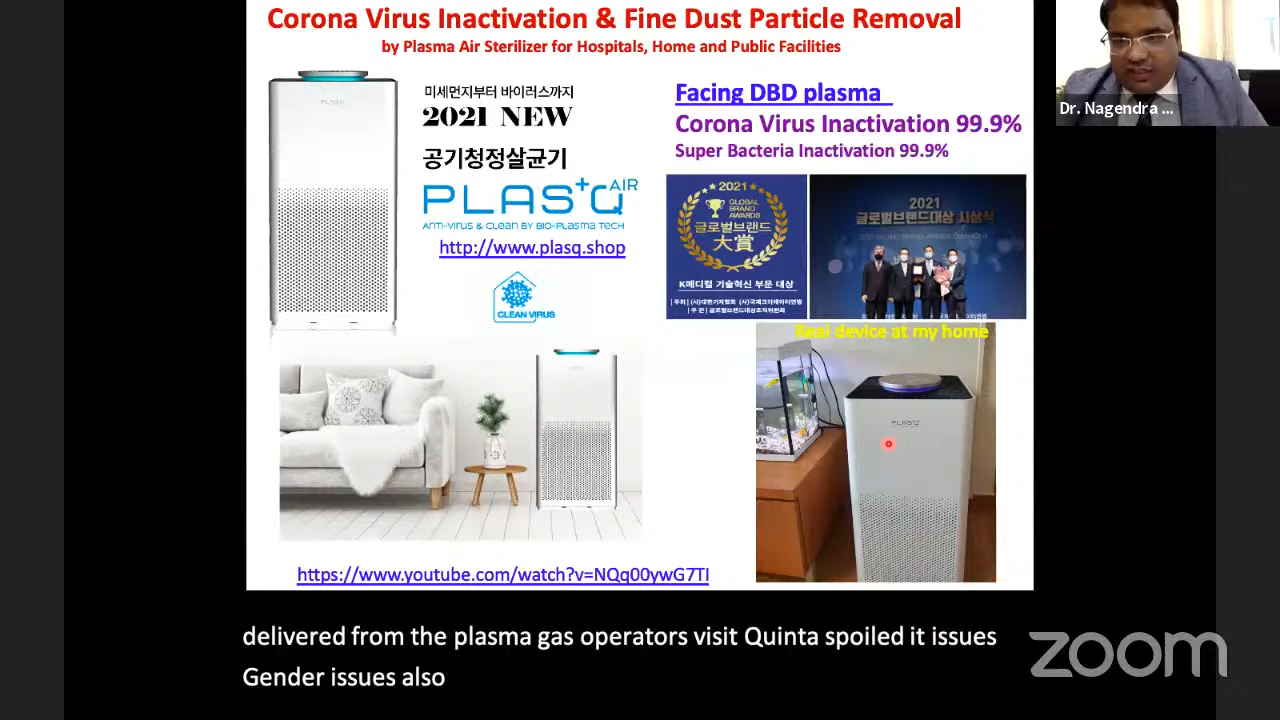 Corona Virus Inactivation & Fine Dust Particle Removal
by Plasma Air Sterilizer for Hospitals, Home and Public Facilities
미세먼지부터 바이러스까지
2021 NEW
공기청정살균기
PLAS+Q AIR
ANTI-VIRUS & CLEAN BY BIO-PLASMA TECH
http://www.plasq.shop
CLEAN VIRUS
Facing DBD plasma
Corona Virus Inactivation 99.9%
Super Bacteria Inactivation 99.9%
2021
GLOBAL
BRAND
AWARDS
글로벌브랜드
大賞
K메디컬 기술혁신 부문 대상
2021
글로벌브랜드대상 시상식
Real device at my home
PLASQ
PLASQ
https://www.youtube.com/watch?v=NQq00ywG7TI
Dr. Nagendra ...
delivered from the plasma gas operators visit Quinta spoiled it issues
Gender issues also
zoom